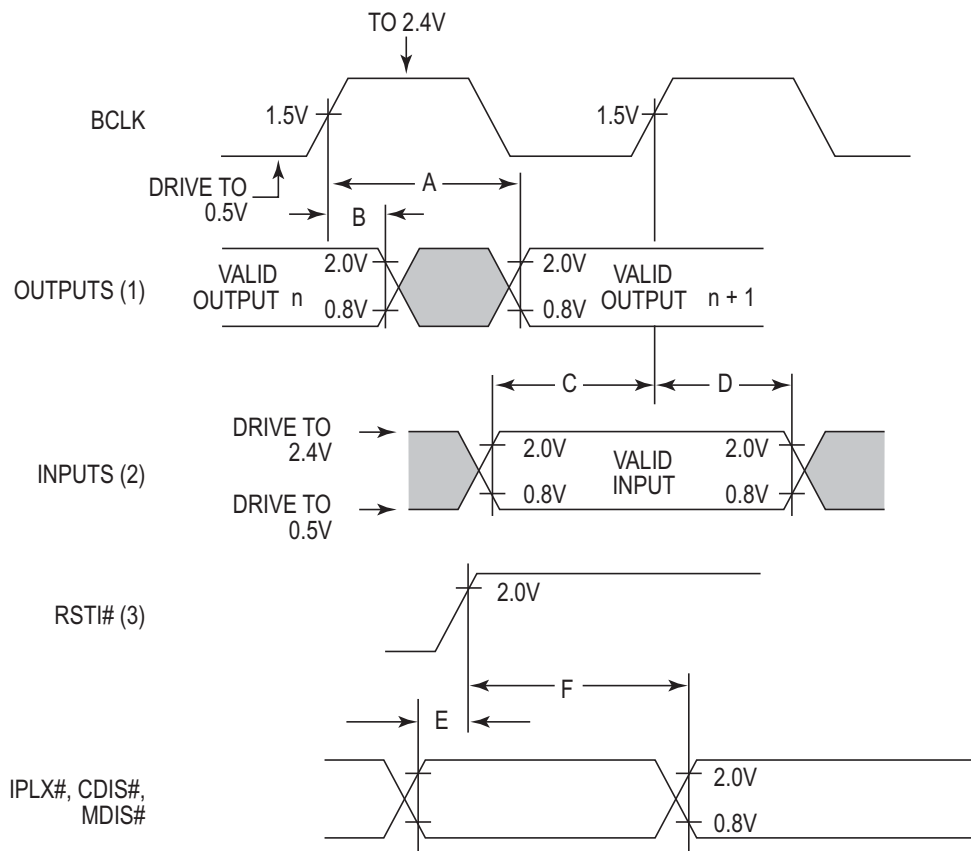 TO 2.4V
BCLK
1.5V
1.5V
DRIVE TO
0.5V
A
B
OUTPUTS (1)
VALID
OUTPUT n
2.0V
0.8V
2.0V
0.8V
VALID
OUTPUT n + 1
C
D
INPUTS (2)
DRIVE TO
2.4V
DRIVE TO
0.5V
2.0V
0.8V
VALID
INPUT
2.0V
0.8V
RSTI# (3)
2.0V
F
E
IPLX#, CDIS#,
MDIS#
2.0V
0.8V